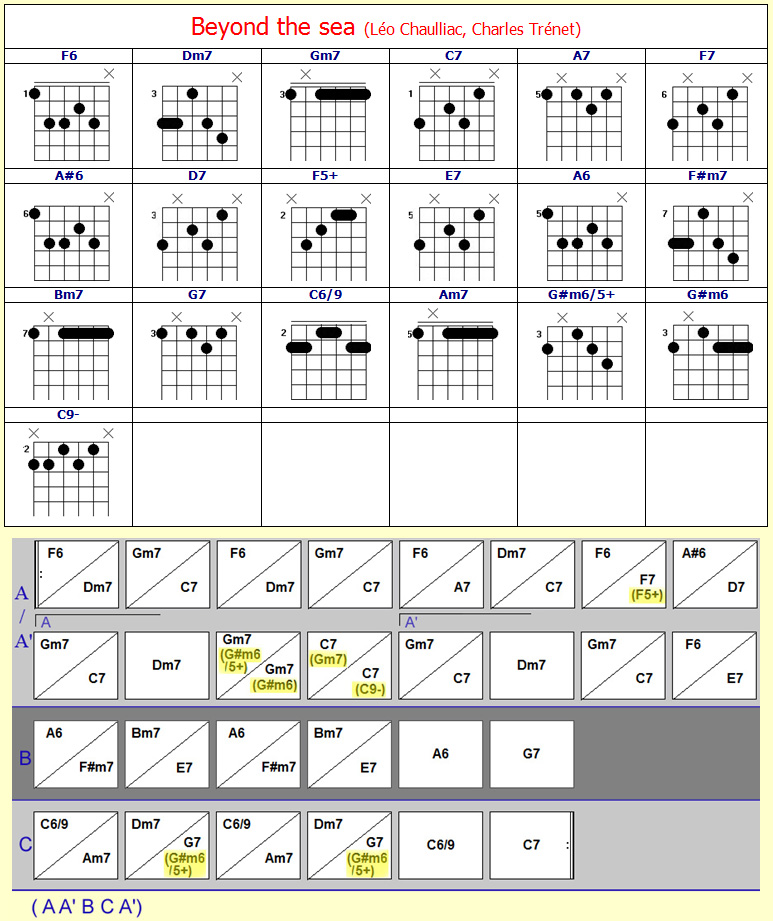 Beyond the sea (Léo Chaulliac, Charles Trénet)
F6 Dm7 Gm7 C7 A7 F7
1 3 3 1 5 6
A#6 D7 F5+ E7 A6 F#m7
6 3 2 5 5 7
Bm7 G7 C6/9 Am7 G#m6/5+ G#m6
7 3 2 5 3 3
C9-
2
F6 Gm7 F6 Gm7 F6 Dm7 F6 A#6
: Dm7 C7 Dm7 C7 A7 C7 F7 D7
(F5+)
A
/
A'
A A'
Gm7 Dm7 Gm7 C7 Gm7 Dm7 Gm7 F6
(G#m6 (Gm7)
/5+)
C7 Gm7 C7 C7 C7 E7
(G#m6) (C9-)
B
A6 Bm7 A6 Bm7 A6 G7
F#m7 E7 F#m7 E7
C
C6/9 Dm7 C6/9 Dm7 C6/9 C7 :
Am7 G7 Am7 G7
(G#m6 (G#m6
/5+) /5+)
( A A' B C A')